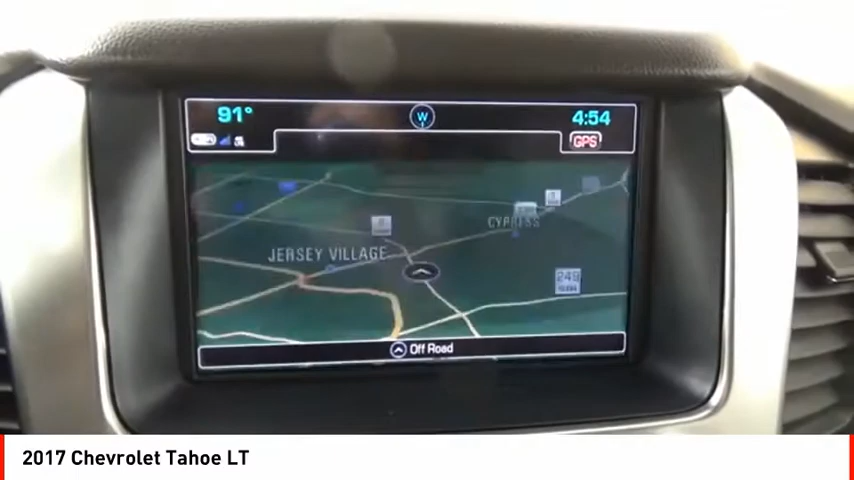 91° W 4:54
GPS
CYPRESS
JERSEY VILLAGE
249
Off Road
2017 Chevrolet Tahoe LT